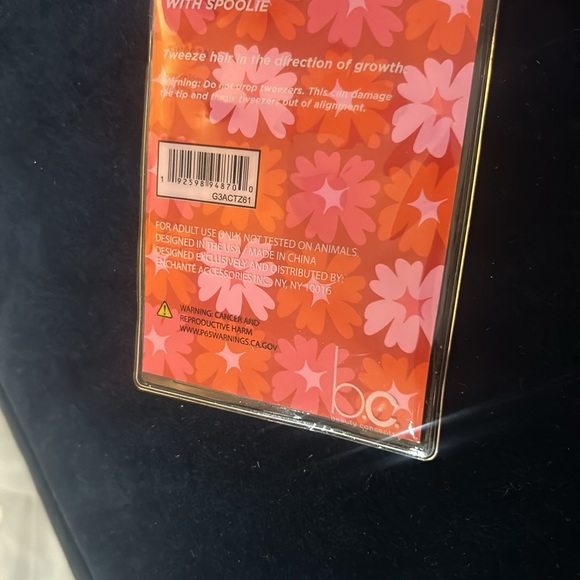 WITH SPOOLIE
Tweeze hair in the direction of growth.
Warning: Do not drop tweezers. This can damage
the tip and make tweezers out of alignment.
1 92598 94870 0
G3ACTZ61
FOR ADULT USE ONLY. NOT TESTED ON ANIMALS.
DESIGNED IN THE USA / MADE IN CHINA
DESIGNED EXCLUSIVELY AND DISTRIBUTED BY:
ENCHANTÉ ACCESSORIES INC. NY, NY 10016
WARNING: CANCER AND
REPRODUCTIVE HARM
WWW.P65WARNINGS.CA.GOV
b.c.
beauty concepts